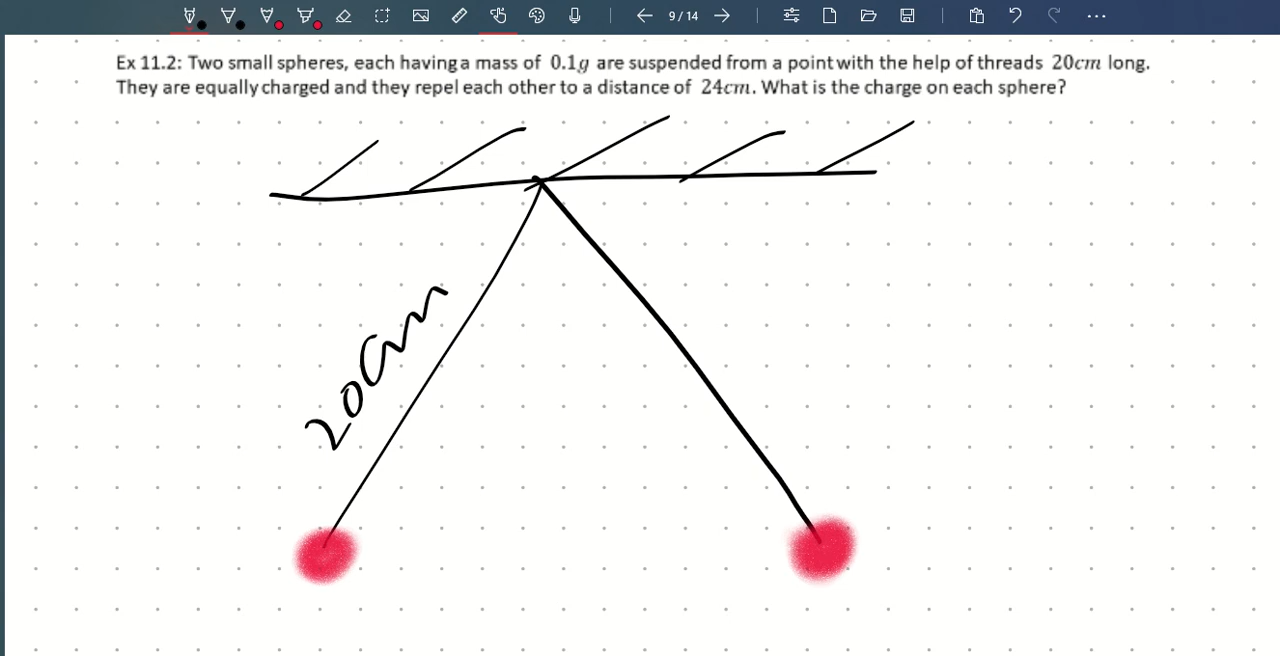 9 / 14
Ex 11.2: Two small spheres, each having a mass of 0.1g are suspended from a point with the help of threads 20cm long.
They are equally charged and they repel each other to a distance of 24cm. What is the charge on each sphere?
20cm